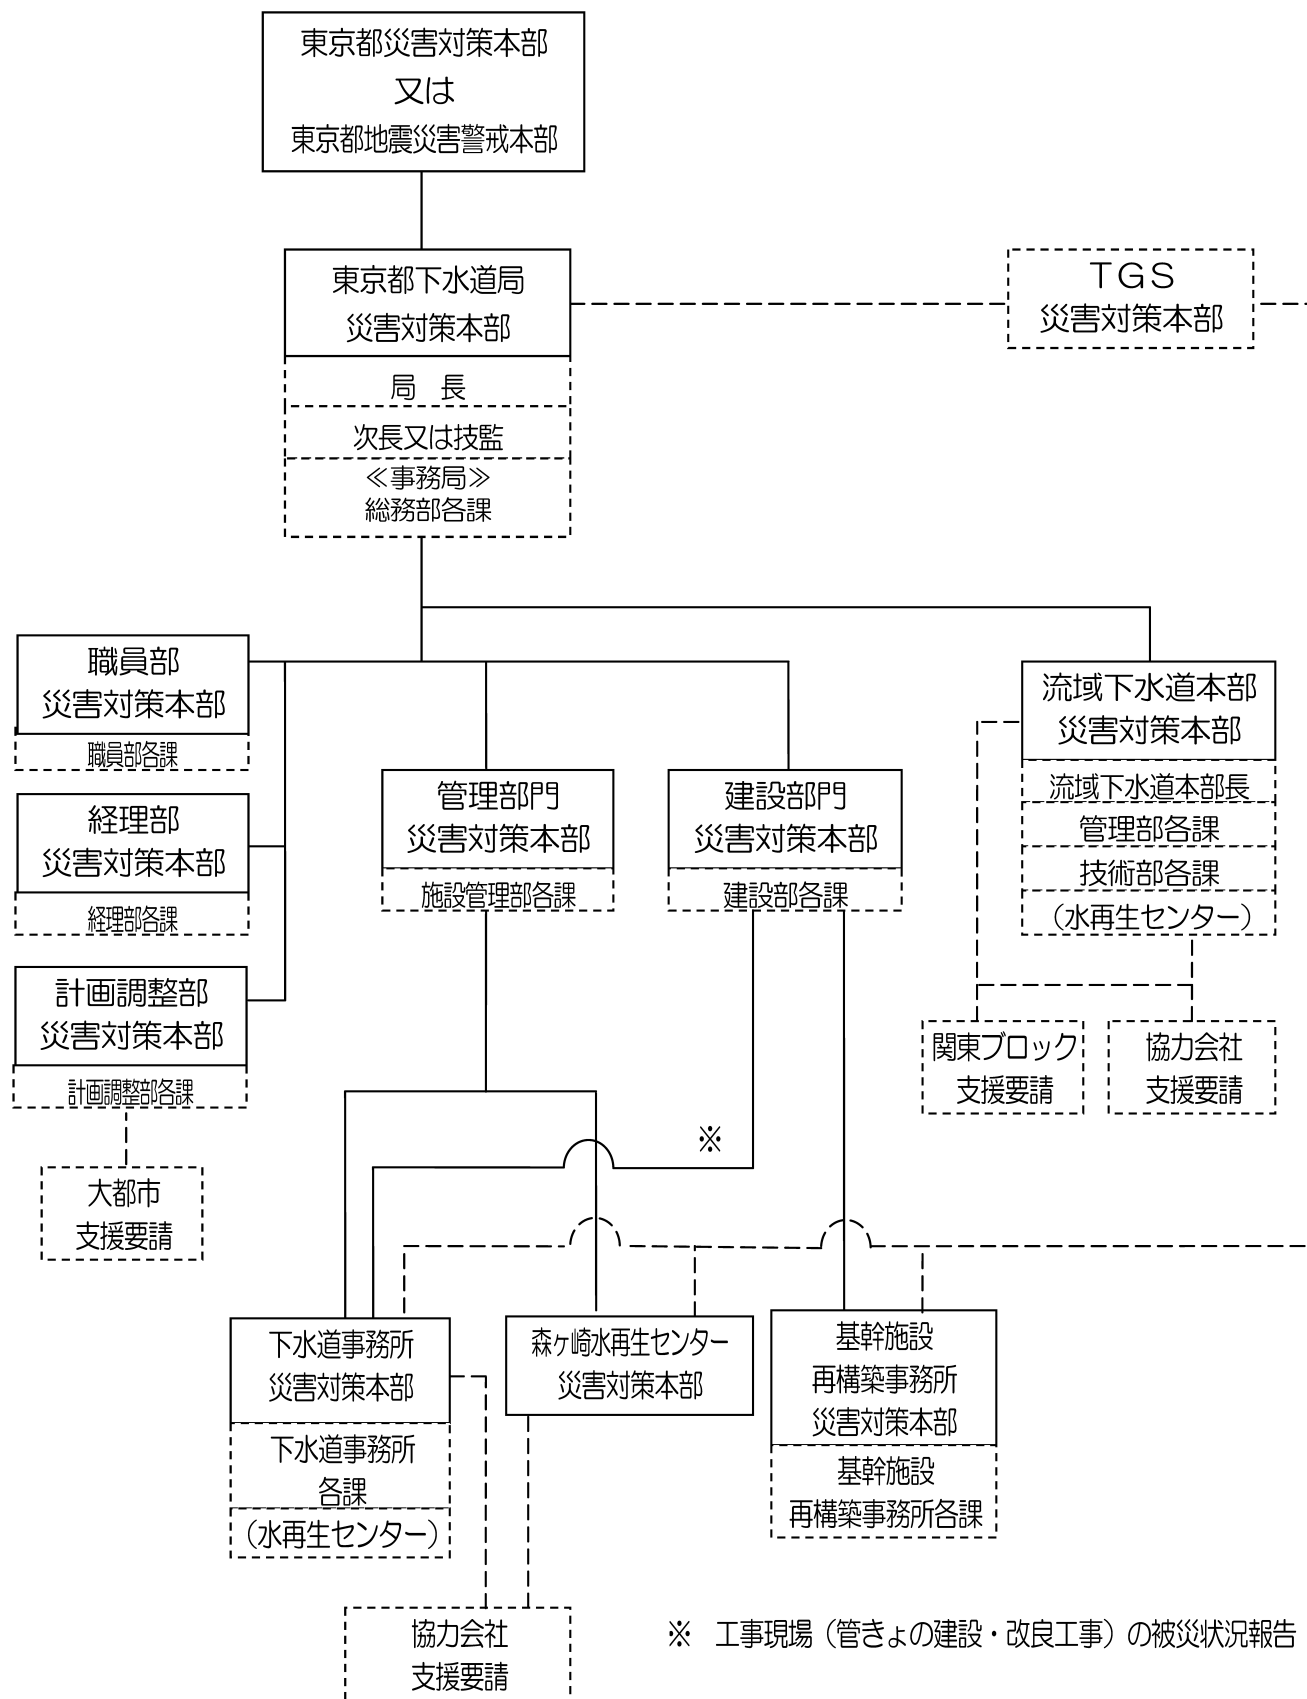 東京都災害対策本部
又は
東京都地震災害警戒本部
東京都下水道局
災害対策本部
局　長
次長又は技監
≪事務局≫
総務部各課
ＴＧＳ
災害対策本部
職員部
災害対策本部
職員部各課
経理部
災害対策本部
経理部各課
計画調整部
災害対策本部
計画調整部各課
大都市
支援要請
管理部門
災害対策本部
施設管理部各課
建設部門
災害対策本部
建設部各課
流域下水道本部
災害対策本部
流域下水道本部長
管理部各課
技術部各課
（水再生センター）
関東ブロック
支援要請
協力会社
支援要請
※
下水道事務所
災害対策本部
下水道事務所
各課
（水再生センター）
森ヶ崎水再生センター
災害対策本部
基幹施設
再構築事務所
災害対策本部
基幹施設
再構築事務所各課
協力会社
支援要請
※　工事現場（管きょの建設・改良工事）の被災状況報告